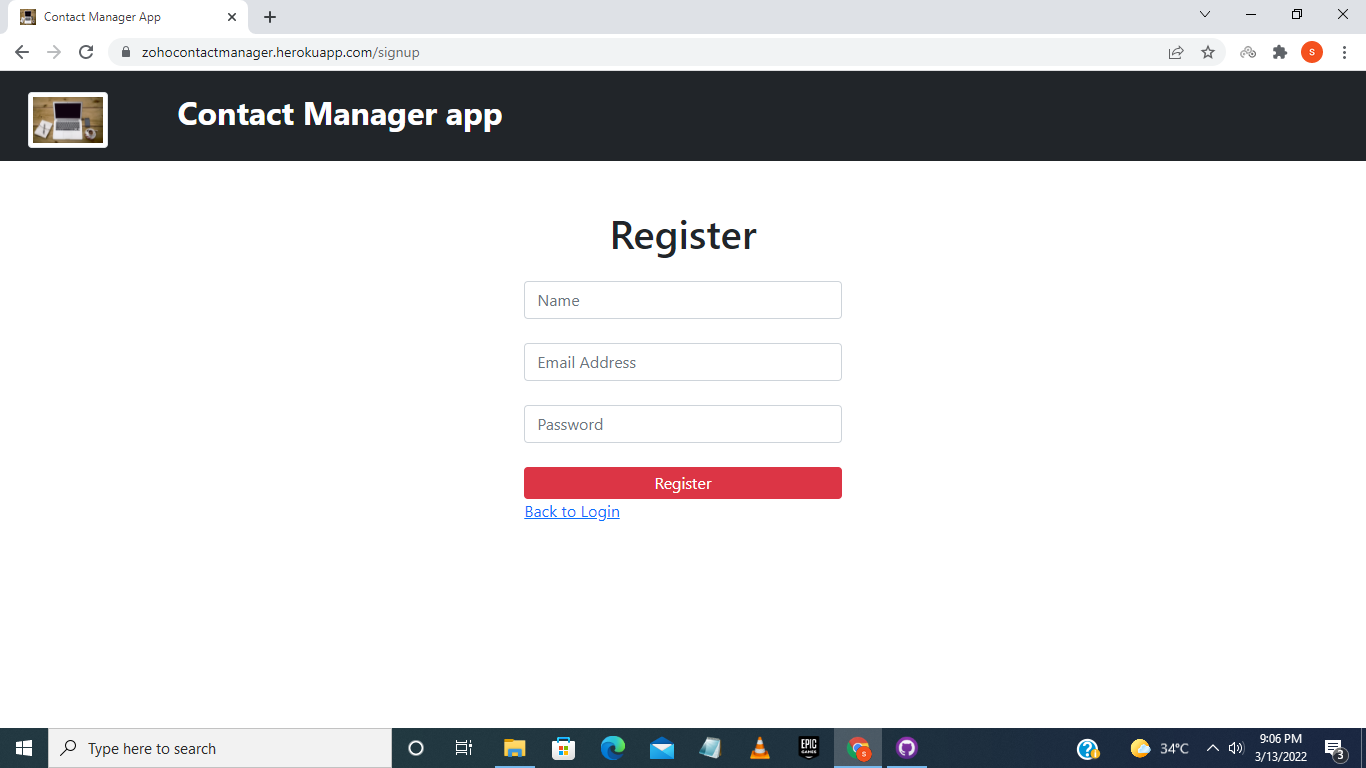 Contact Manager App
zohocontactmanager.herokuapp.com/signup
S
Contact Manager app
Register
Name
Email Address
Password
Register
Back to Login
Type here to search
EPIC
GAMES
S
?
34°C
9:06 PM
3/13/2022
3